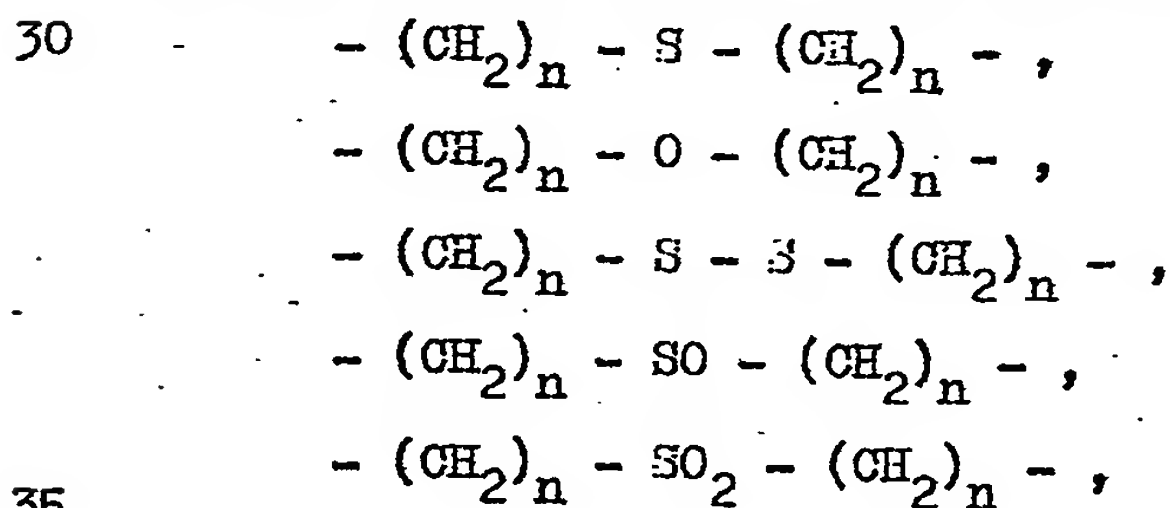 30 - (CH₂)ₙ - S - (CH₂)ₙ - ,
- (CH₂)ₙ - O - (CH₂)ₙ - ,
- (CH₂)ₙ - S - S - (CH₂)ₙ - ,
- (CH₂)ₙ - SO - (CH₂)ₙ - ,
- (CH₂)ₙ - SO₂ - (CH₂)ₙ - ,
35